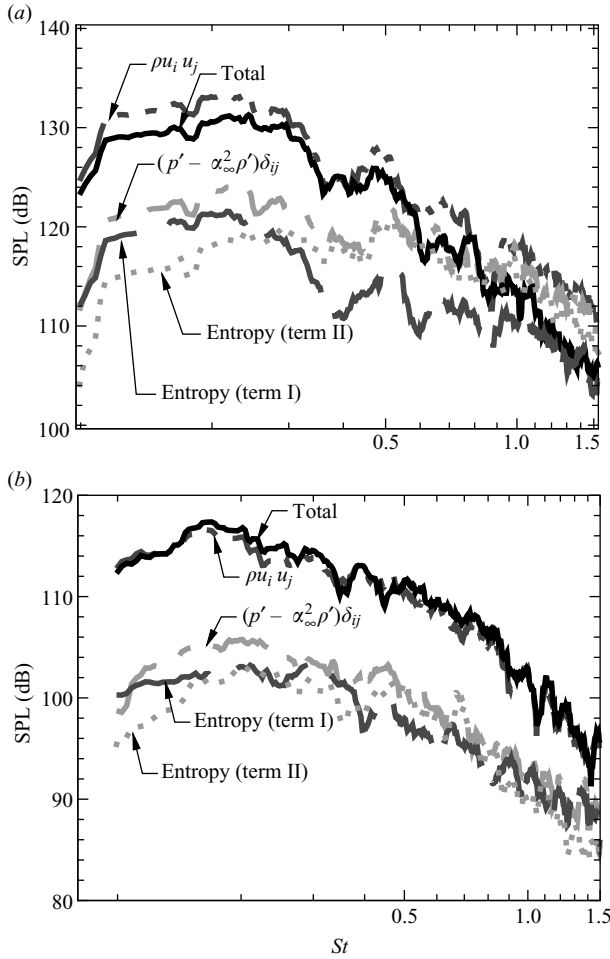 (a)
140
130
120
110
100
SPL (dB)
ρu_i u_j
Total
(p′ – α²_∞ρ′)δ_ij
Entropy (term II)
Entropy (term I)
0.5
1.0
1.5
(b)
120
110
100
90
80
SPL (dB)
Total
ρu_i u_j
(p′ – α²_∞ρ′)δ_ij
Entropy (term I)
Entropy (term II)
0.5
1.0
1.5
St